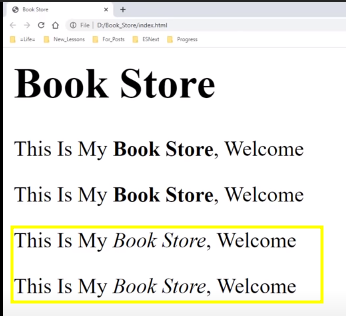 Book Store
File | D:/Book_Store/index.html
=Life= New_Lessons For_Posts ESNext Progress
Book Store
This Is My Book Store, Welcome
This Is My Book Store, Welcome
This Is My Book Store, Welcome
This Is My Book Store, Welcome